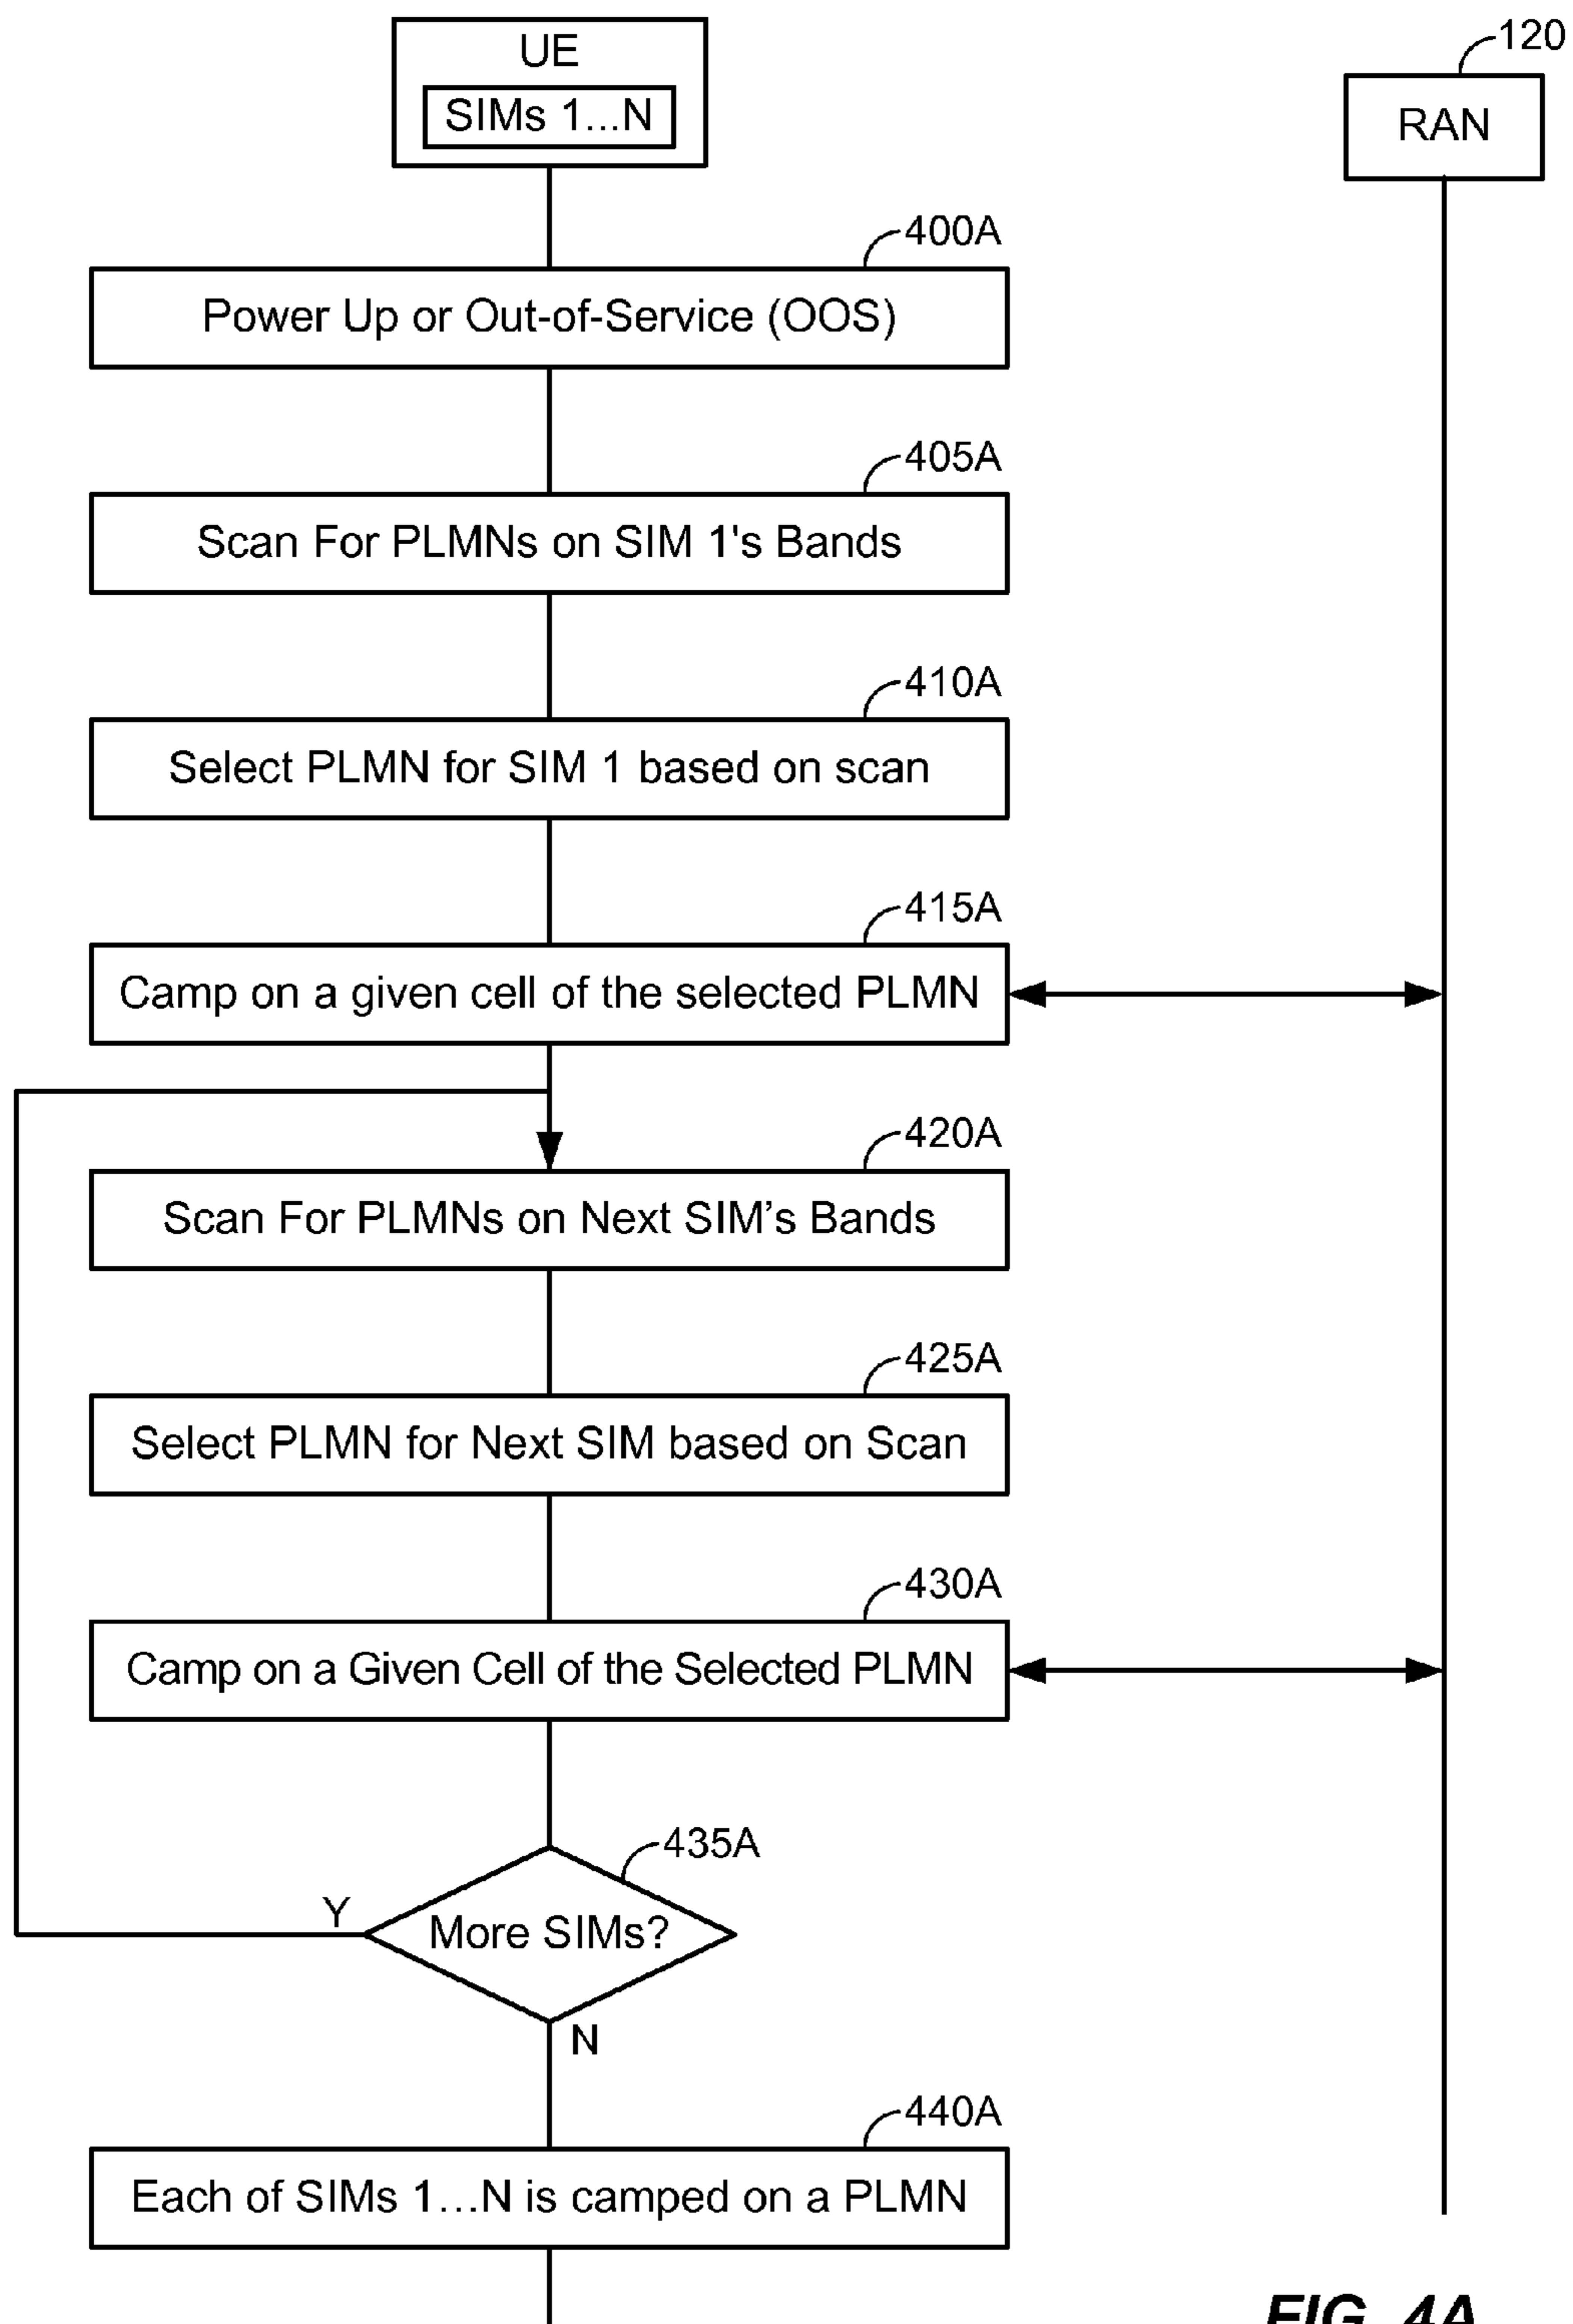 UE
SIMs 1...N
120
RAN
400A
Power Up or Out-of-Service (OOS)
405A
Scan For PLMNs on SIM 1's Bands
410A
Select PLMN for SIM 1 based on scan
415A
Camp on a given cell of the selected PLMN
420A
Scan For PLMNs on Next SIM’s Bands
425A
Select PLMN for Next SIM based on Scan
430A
Camp on a Given Cell of the Selected PLMN
435A
Y
More SIMs?
N
440A
Each of SIMs 1...N is camped on a PLMN
FIG. 4A